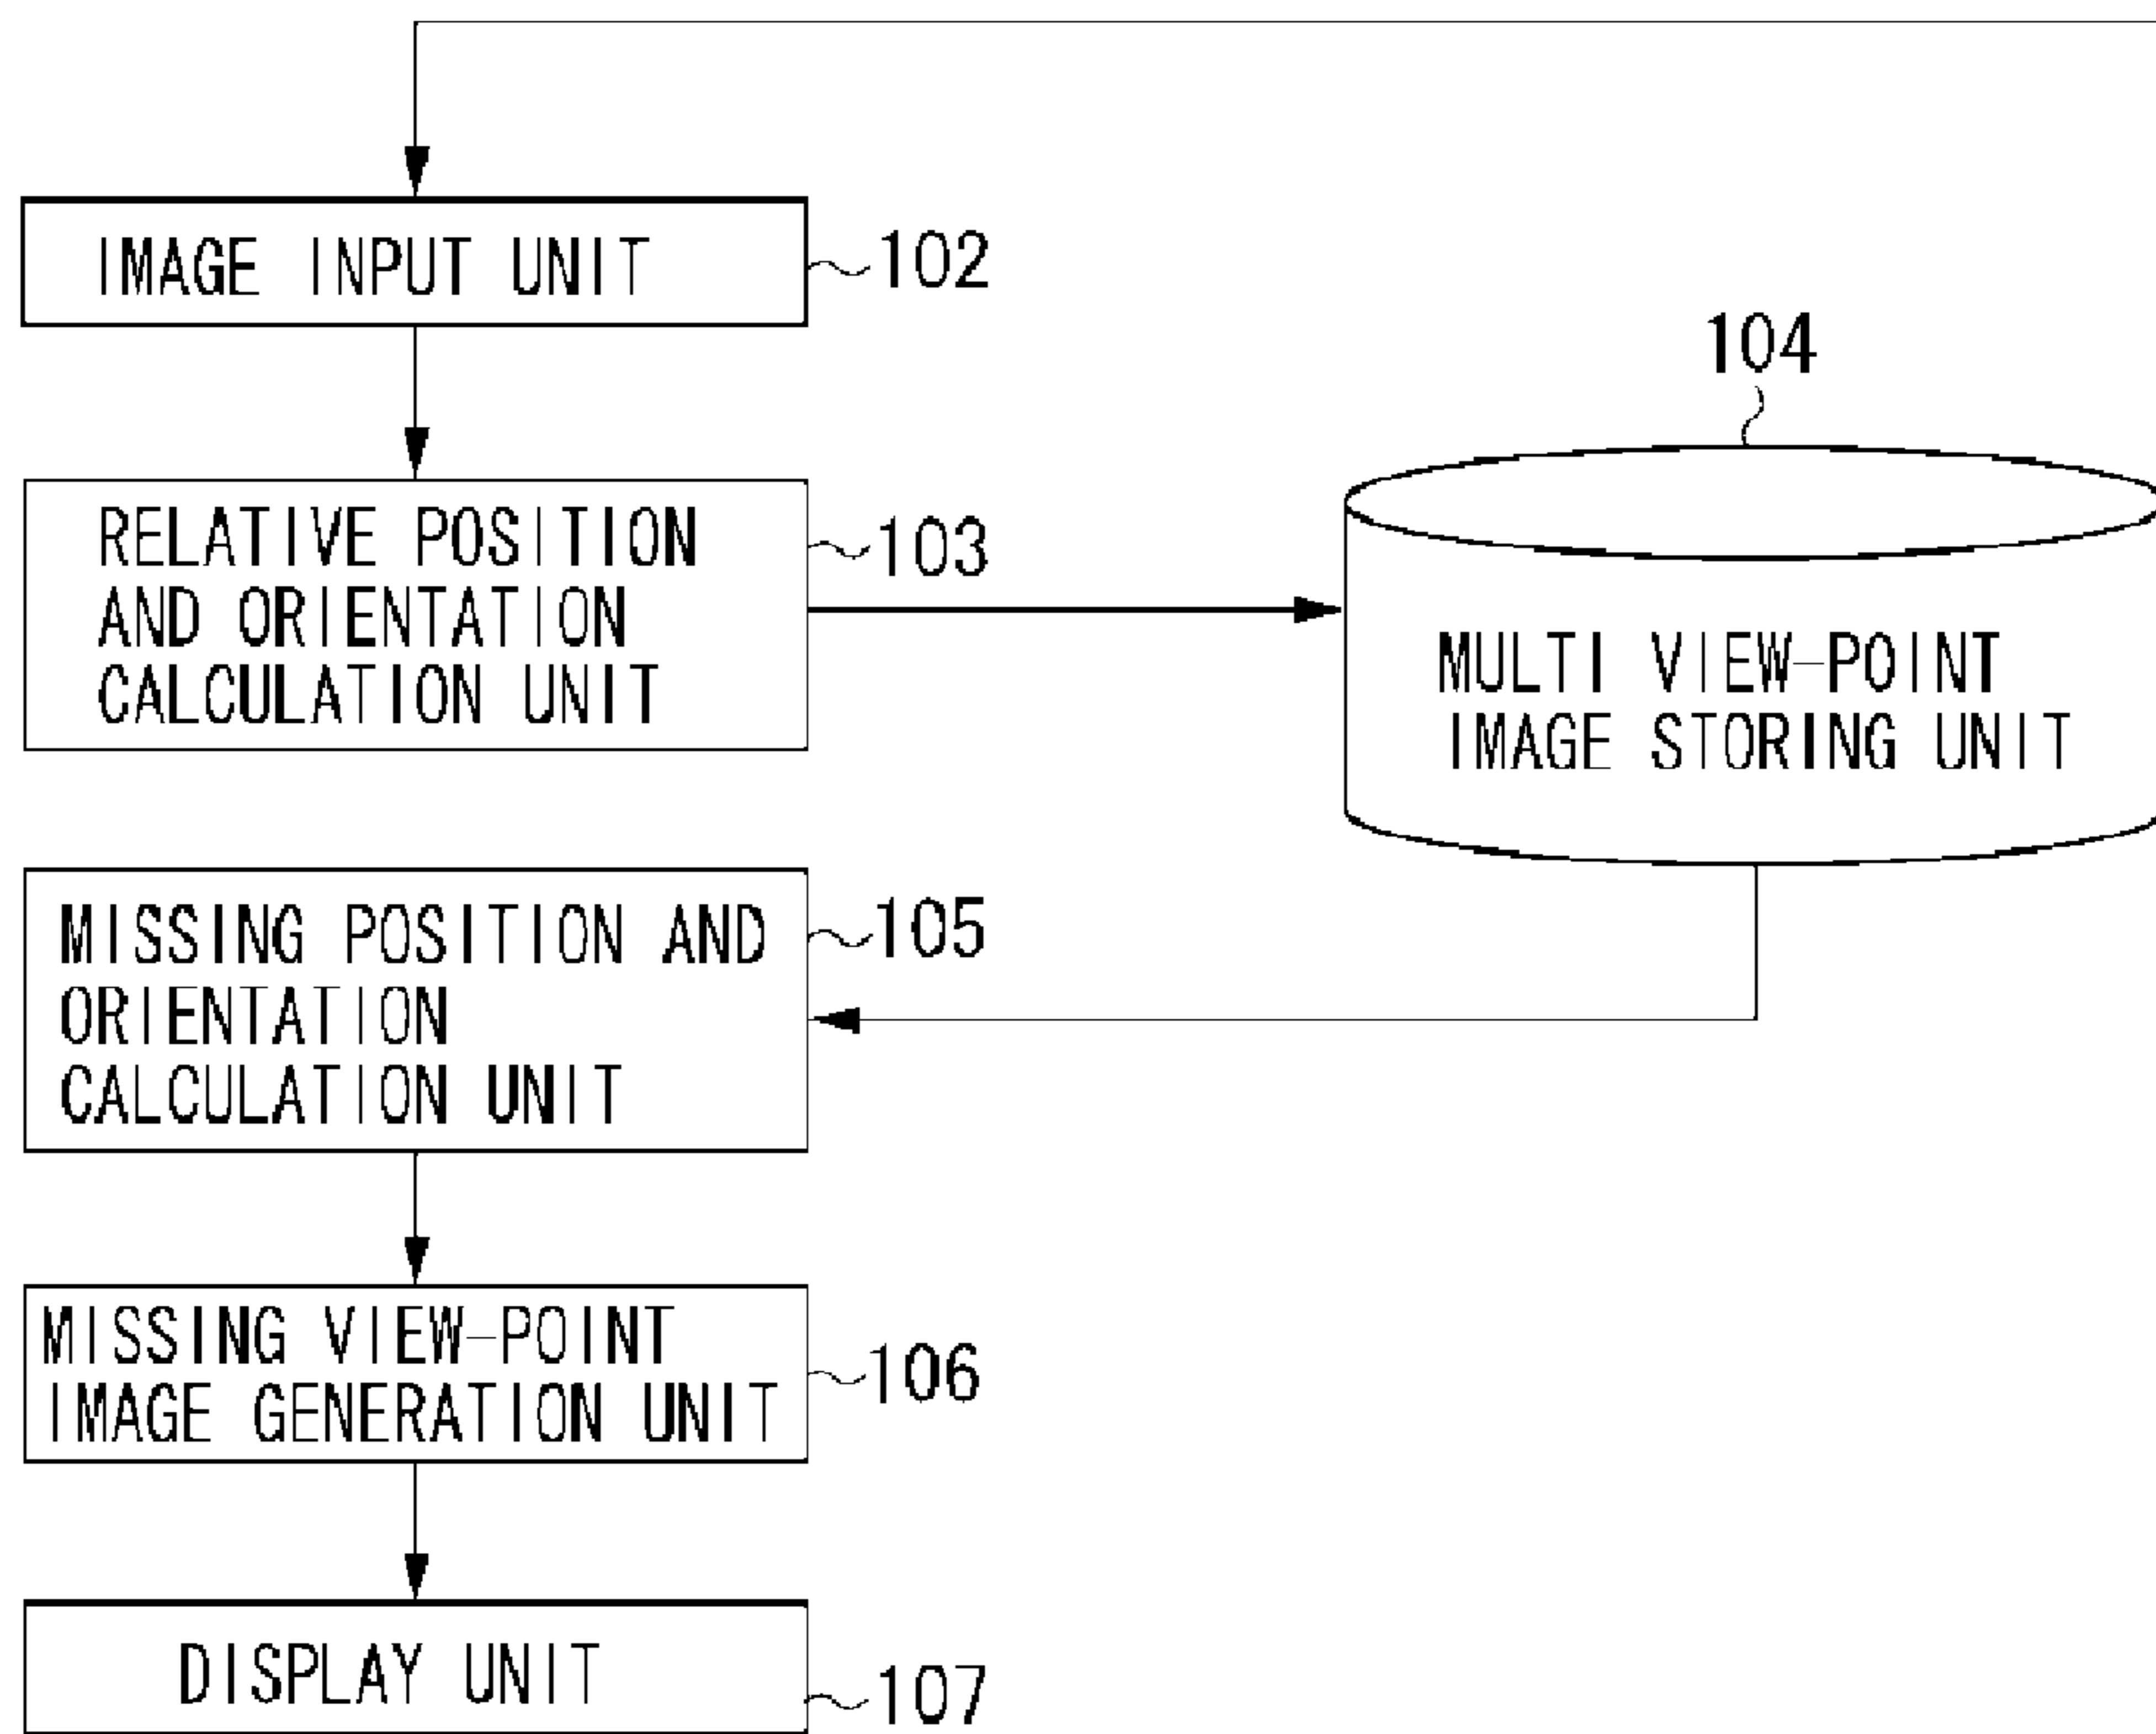 IMAGE INPUT UNIT
102
104
RELATIVE POSITION
AND ORIENTATION
CALCULATION UNIT
103
MULTI VIEW-POINT
IMAGE STORING UNIT
MISSING POSITION AND
ORIENTATION
CALCULATION UNIT
105
MISSING VIEW-POINT
IMAGE GENERATION UNIT
106
DISPLAY UNIT
107